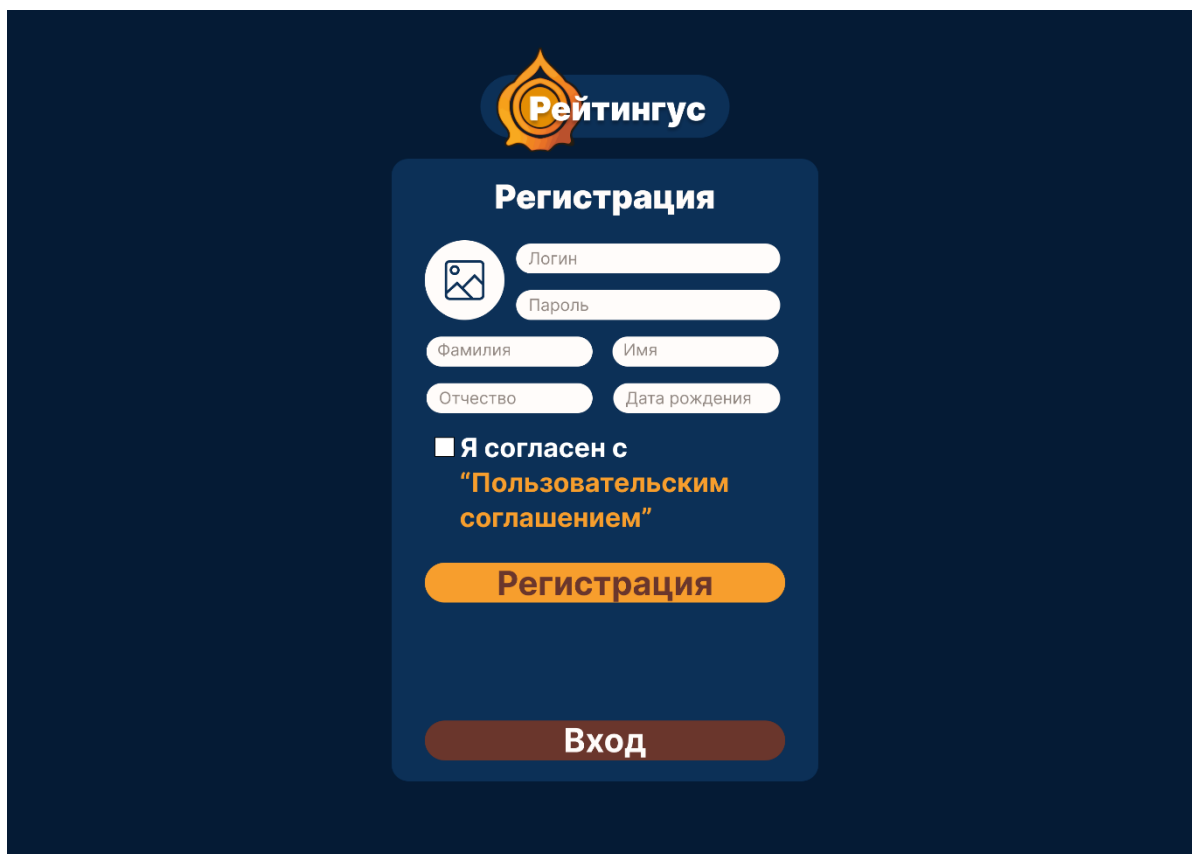 Рейтингус
Регистрация
Логин
Пароль
Фамилия
Имя
Отчество
Дата рождения
Я согласен с
“Пользовательским
соглашением”
Регистрация
Вход